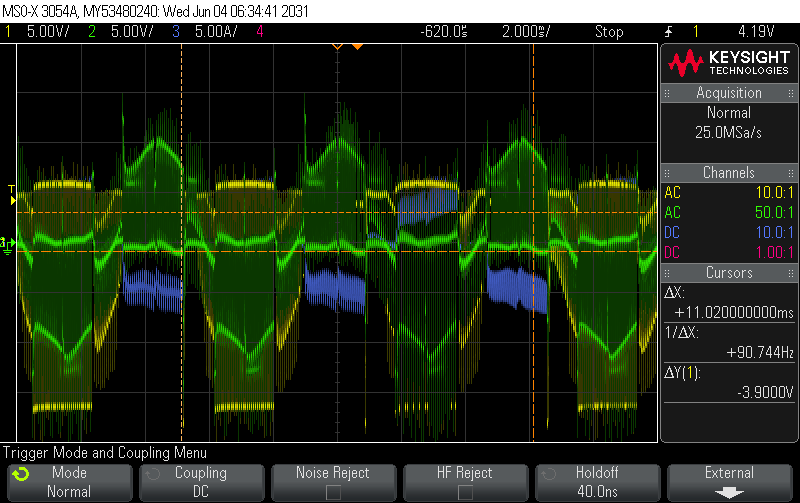 MSO-X 3054A, MY53480240: Wed Jun 04 06:34:41 2031
1 5.00V/ 2 5.00V/ 3 5.00A/ 4 -620.0µs 2.000ms/ Stop 1 4.19V
KEYSIGHT
TECHNOLOGIES
Acquisition
Normal
25.0MSa/s
Channels
AC 10.0:1
AC 50.0:1
DC 10.0:1
DC 1.00:1
Cursors
ΔX:
+11.020000000ms
1/ΔX:
+90.744Hz
ΔY(1):
-3.9000V
T
Trigger Mode and Coupling Menu
Mode Coupling Noise Reject HF Reject Holdoff External
Normal DC 40.0ns